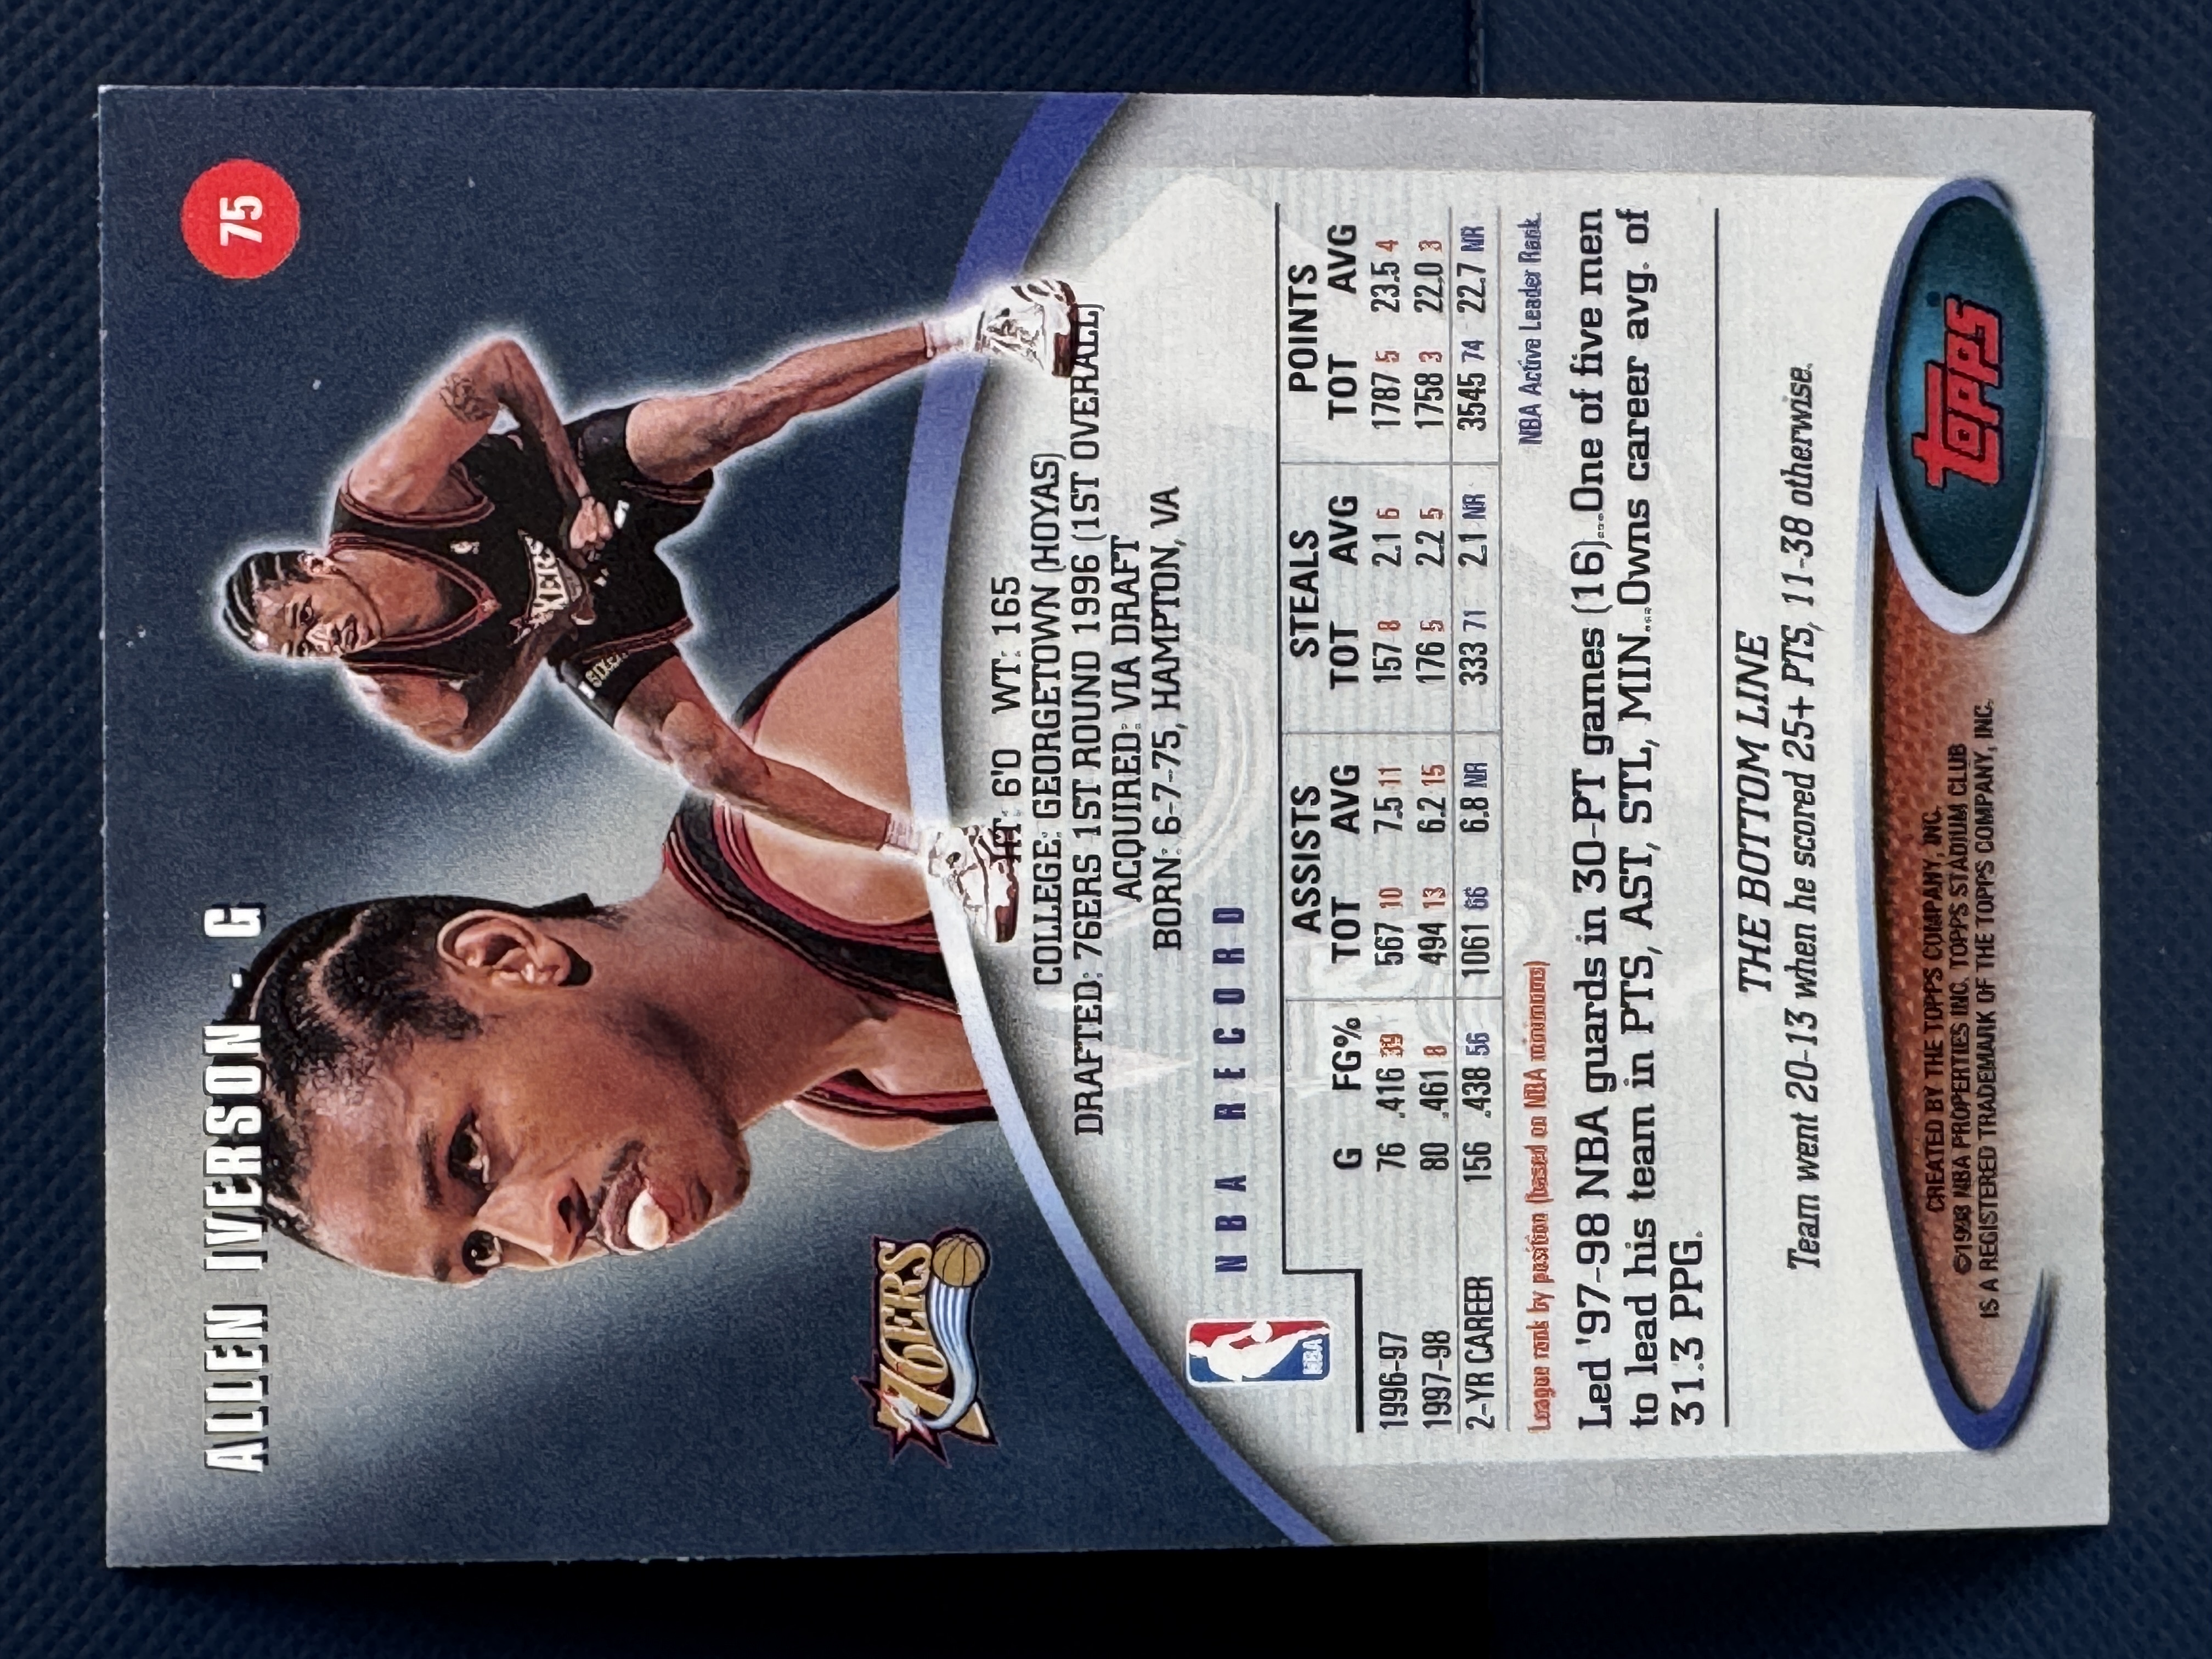 75
ALLEN IVERSON - G
SIXERS
76ERS
HT: 6'0 WT: 165
COLLEGE: GEORGETOWN (HOYAS)
DRAFTED: 76ERS 1ST ROUND 1996 (1ST OVERALL)
ACQUIRED: VIA DRAFT
BORN: 6-7-75, HAMPTON, VA
NBA
NBA RECORD
ASSISTS STEALS POINTS
G FG% TOT AVG TOT AVG TOT AVG
1996-97 76 .416 39 567 10 7.5 11 157 8 2.1 6 1787 5 23.5 4
1997-98 80 .461 8 494 13 6.2 15 176 5 2.2 5 1758 3 22.0 3
2-YR CAREER 156 .438 56 1061 66 6.8 NR 333 71 2.1 NR 3545 74 22.7 NR
League rank by position (based on NBA minimums) NBA Active Leader Rank
Led '97-98 NBA guards in 30-PT games (16)...One of five men
to lead his team in PTS, AST, STL, MIN...Owns career avg. of
31.3 PPG.
THE BOTTOM LINE
Team went 20-13 when he scored 25+ PTS, 11-38 otherwise.
CREATED BY THE TOPPS COMPANY, INC.
©1998 NBA PROPERTIES INC. TOPPS STADIUM CLUB
IS A REGISTERED TRADEMARK OF THE TOPPS COMPANY, INC.
TOPPS